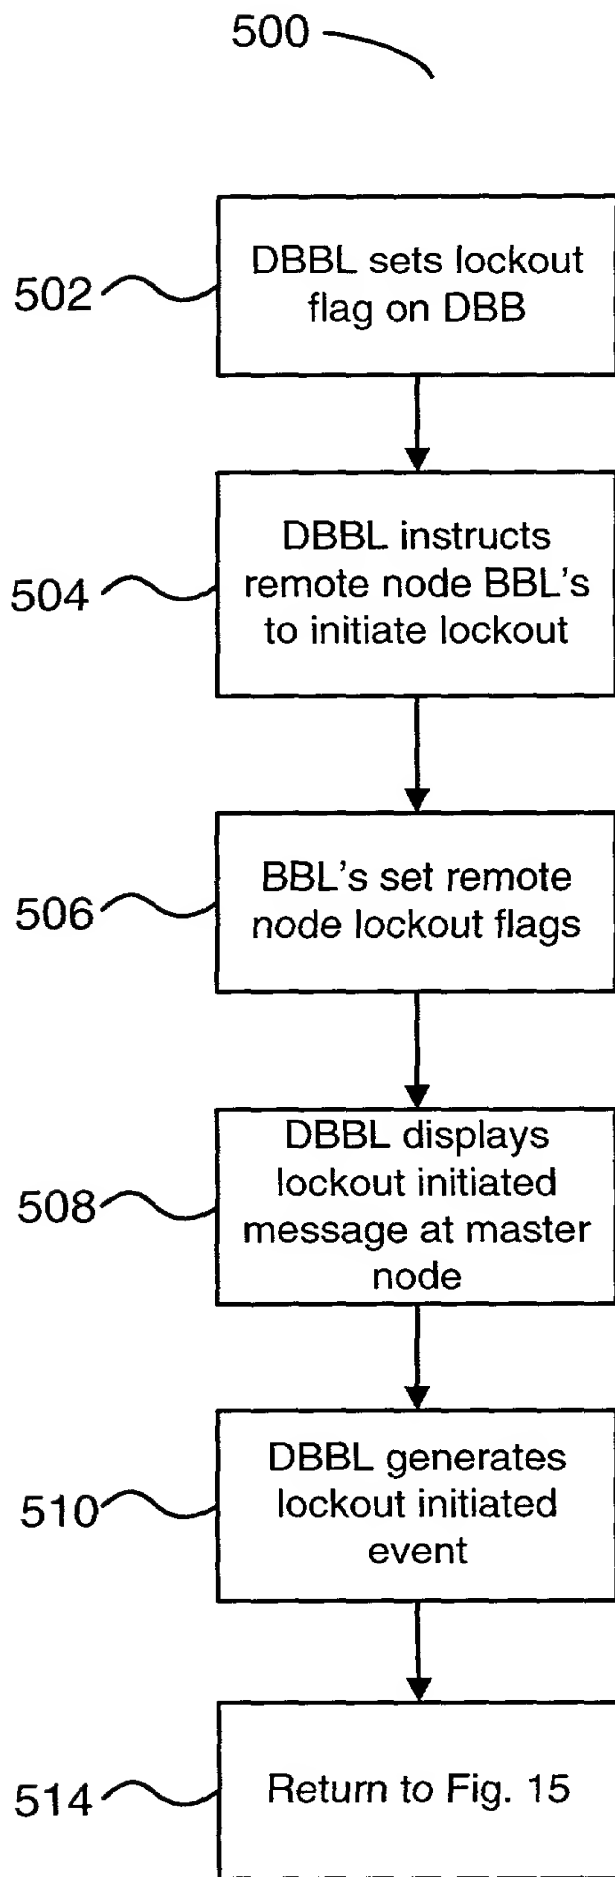 500
502
DBBL sets lockout
flag on DBB
504
DBBL instructs
remote node BBL's
to initiate lockout
506
BBL's set remote
node lockout flags
508
DBBL displays
lockout initiated
message at master
node
510
DBBL generates
lockout initiated
event
514
Return to Fig. 15